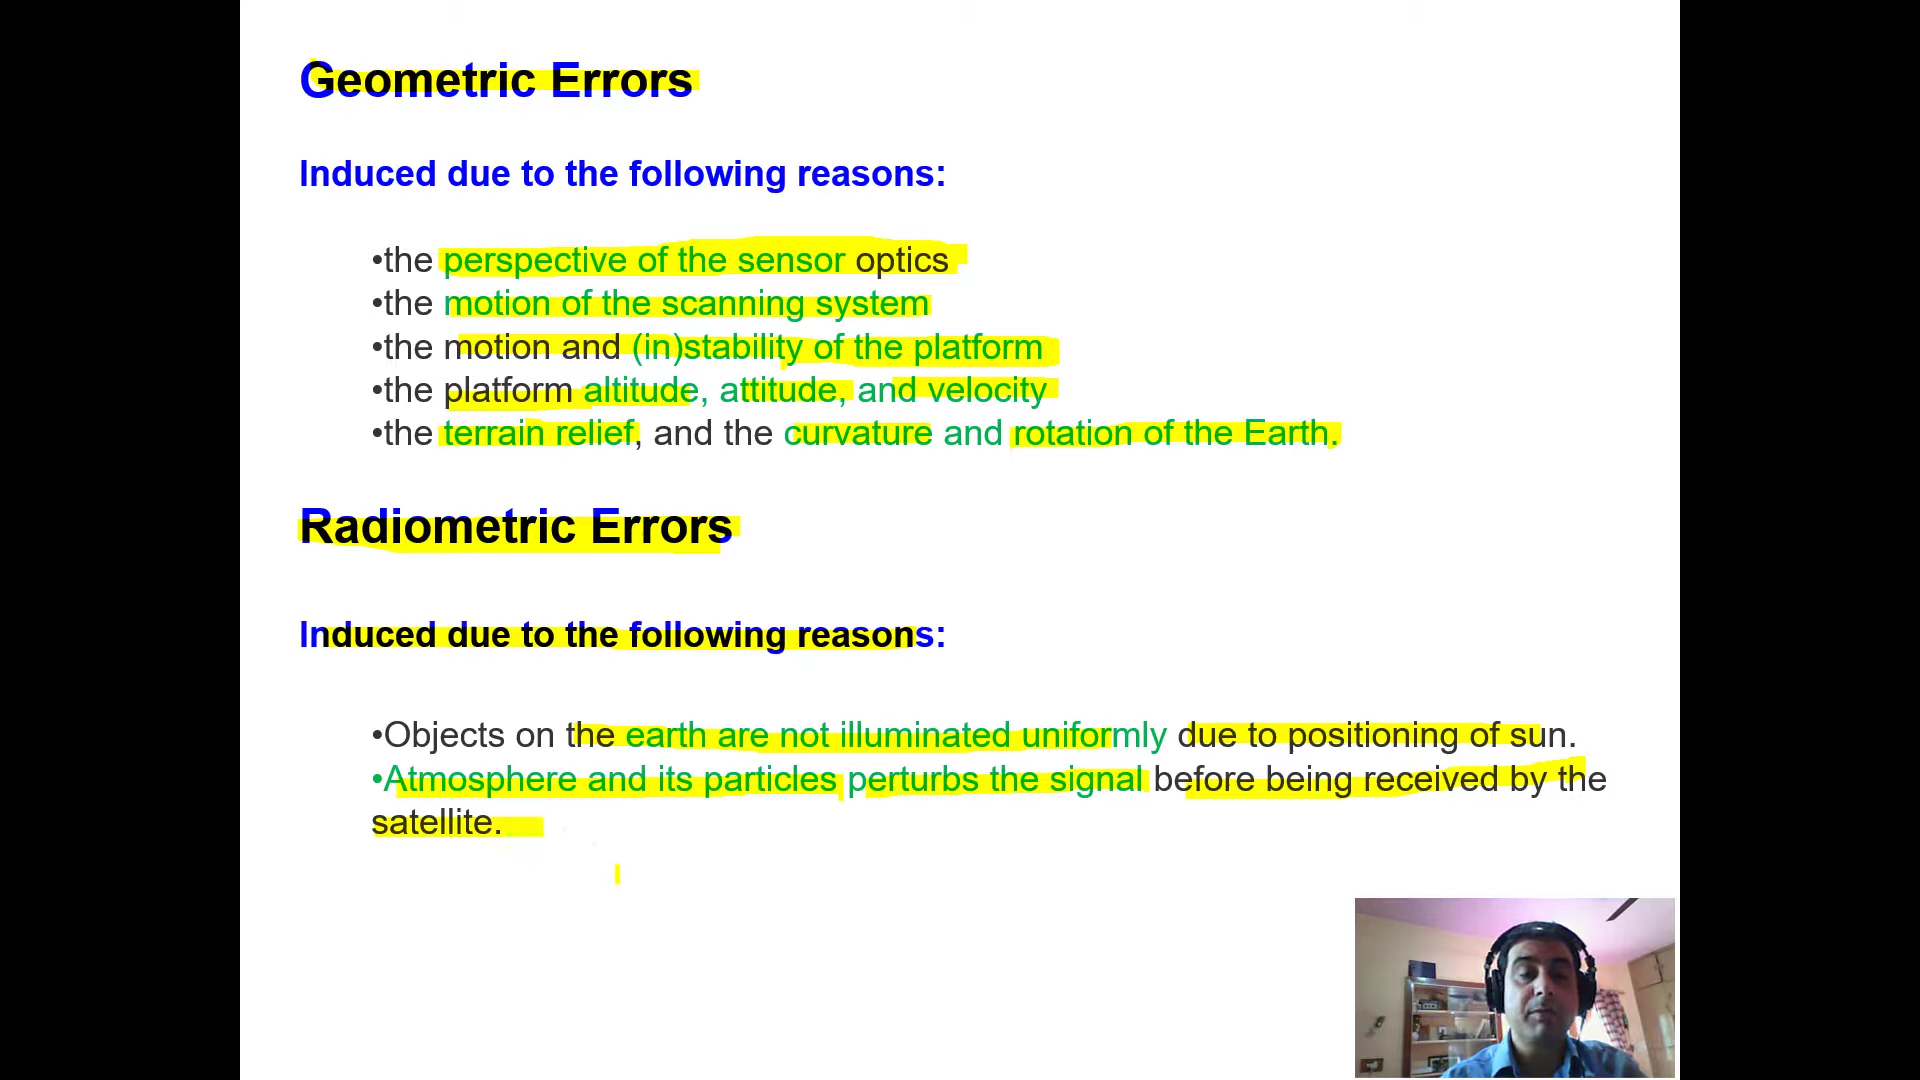 Geometric Errors
Induced due to the following reasons:
•the perspective of the sensor optics
•the motion of the scanning system
•the motion and (in)stability of the platform
•the platform altitude, attitude, and velocity
•the terrain relief, and the curvature and rotation of the Earth.
Radiometric Errors
Induced due to the following reasons:
•Objects on the earth are not illuminated uniformly due to positioning of sun.
•Atmosphere and its particles perturbs the signal before being received by the
satellite.